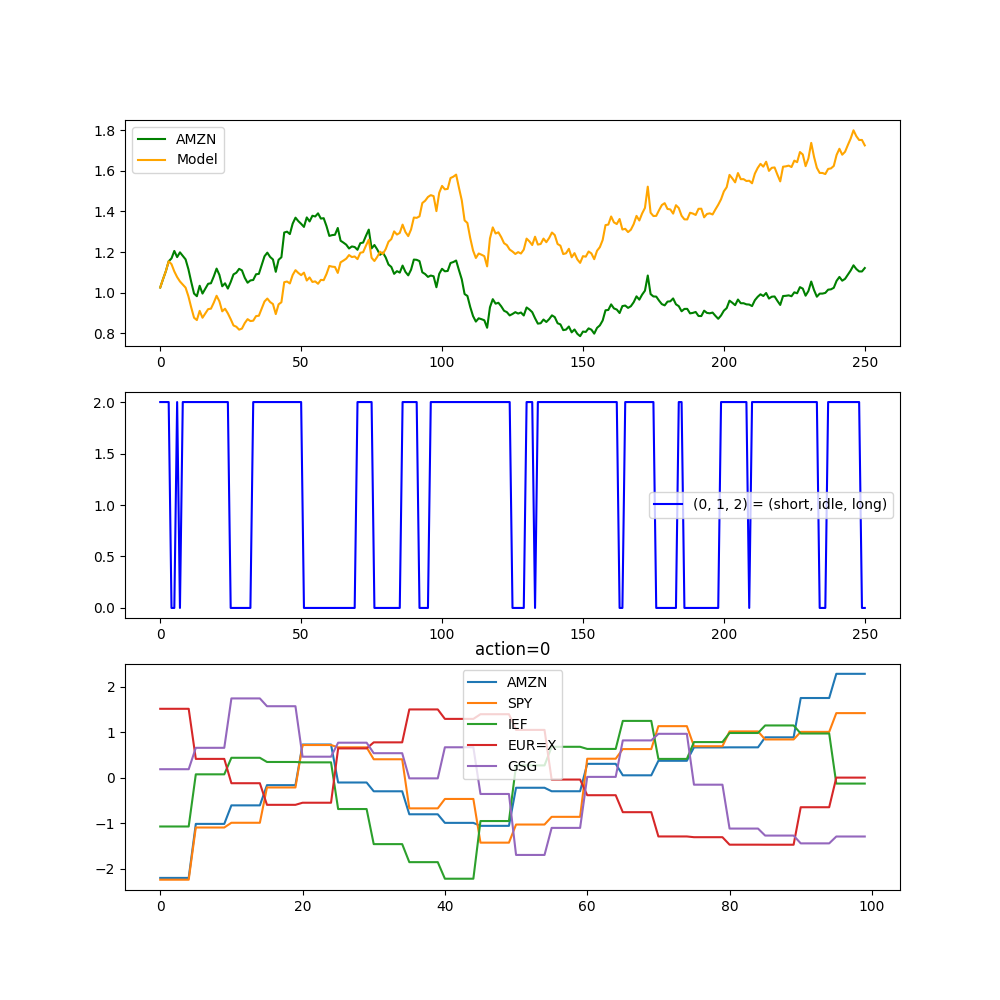 1.8
1.6
1.4
1.2
1.0
0.8
AMZN
Model
0 50 100 150 200 250
2.0
1.5
1.0
0.5
0.0
(0, 1, 2) = (short, idle, long)
0 50 100 150 200 250
action=0
2
1
0
−1
−2
AMZN
SPY
IEF
EUR=X
GSG
0 20 40 60 80 100